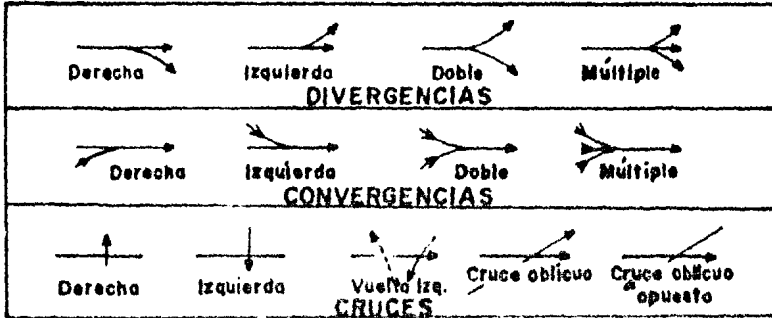 Derecha Izquierda Doble Múltiple
DIVERGENCIAS
Derecha Izquierda Doble Múltiple
CONVERGENCIAS
Derecha Izquierda Vuelta Izq. Cruce oblicuo Cruce oblicuo
opuesto
CRUCES